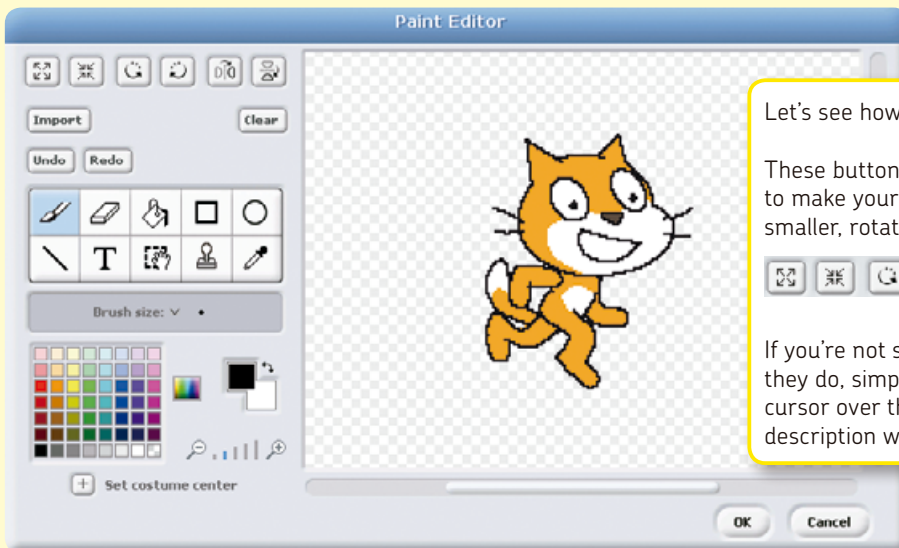 Paint Editor
Import
Clear
Undo
Redo
T
Brush size:
Set costume center
OK
Cancel
Let's see how
These button
to make your
smaller, rotat
If you're not s
they do, simp
cursor over th
description w